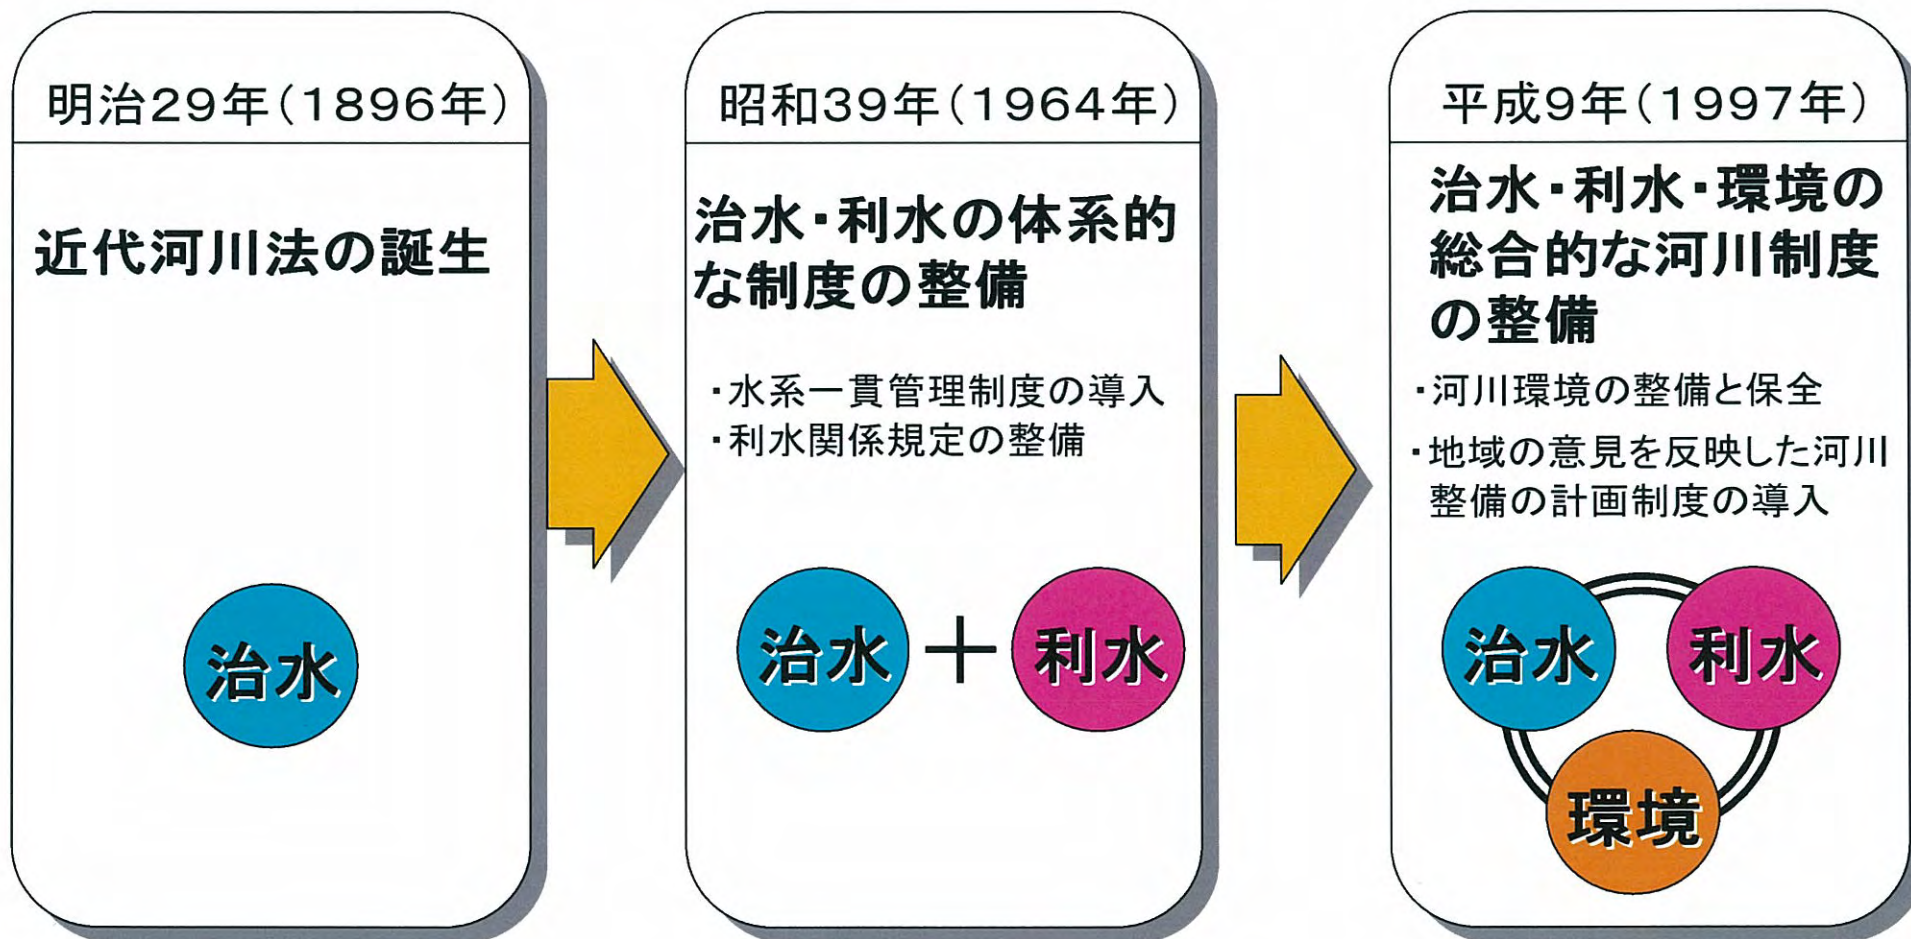 明治29年(1896年)
近代河川法の誕生
治水
昭和39年(1964年)
治水・利水の体系的
な制度の整備
・水系一貫管理制度の導入
・利水関係規定の整備
治水+利水
平成9年(1997年)
治水・利水・環境の
総合的な河川制度
の整備
・河川環境の整備と保全
・地域の意見を反映した河川
整備の計画制度の導入
治水 利水
環境